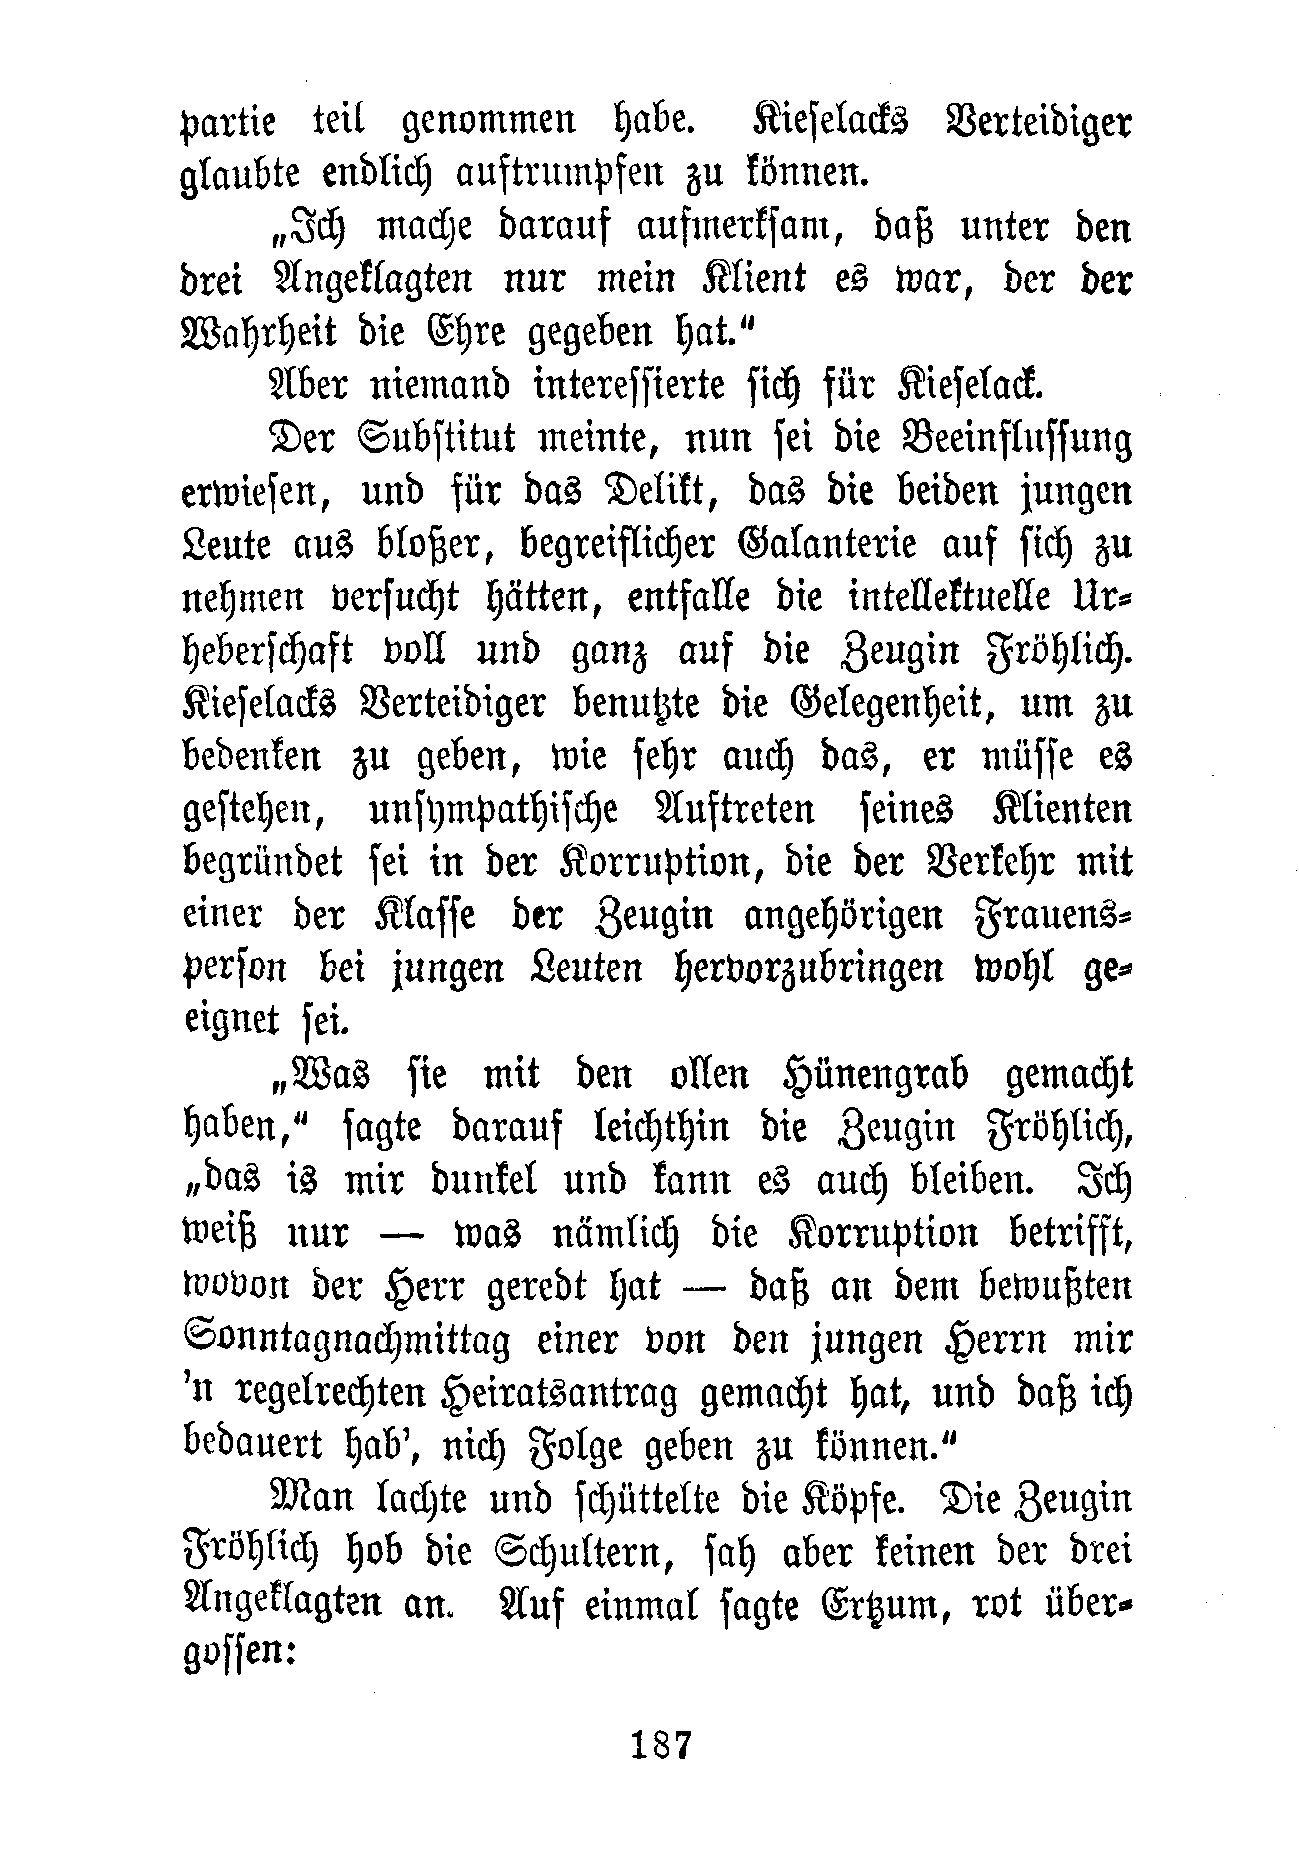 partie teil genommen habe. Kieselacks Verteidiger
glaubte endlich auftrumpfen zu können.
„Ich mache darauf aufmerksam, daß unter den
drei Angeklagten nur mein Klient es war, der der
Wahrheit die Ehre gegeben hat.“
Aber niemand interessierte sich für Kieselack.
Der Substitut meinte, nun sei die Beeinflussung
erwiesen, und für das Delikt, das die beiden jungen
Leute aus bloßer, begreiflicher Galanterie auf sich zu
nehmen versucht hätten, entfalle die intellektuelle Ur-
heberschaft voll und ganz auf die Zeugin Fröhlich.
Kieselacks Verteidiger benutzte die Gelegenheit, um zu
bedenken zu geben, wie sehr auch das, er müsse es
gestehen, unsympathische Auftreten seines Klienten
begründet sei in der Korruption, die der Verkehr mit
einer der Klasse der Zeugin angehörigen Frauens-
person bei jungen Leuten hervorzubringen wohl ge-
eignet sei.
„Was sie mit den ollen Hünengrab gemacht
haben,“ sagte darauf leichthin die Zeugin Fröhlich,
„das is mir dunkel und kann es auch bleiben. Ich
weiß nur — was nämlich die Korruption betrifft,
wovon der Herr geredt hat — daß an dem bewußten
Sonntagnachmittag einer von den jungen Herrn mir
’n regelrechten Heiratsantrag gemacht hat, und daß ich
bedauert hab’, nich Folge geben zu können.“
Man lachte und schüttelte die Köpfe. Die Zeugin
Fröhlich hob die Schultern, sah aber keinen der drei
Angeklagten an. Auf einmal sagte Ertzum, rot über-
gossen:
187